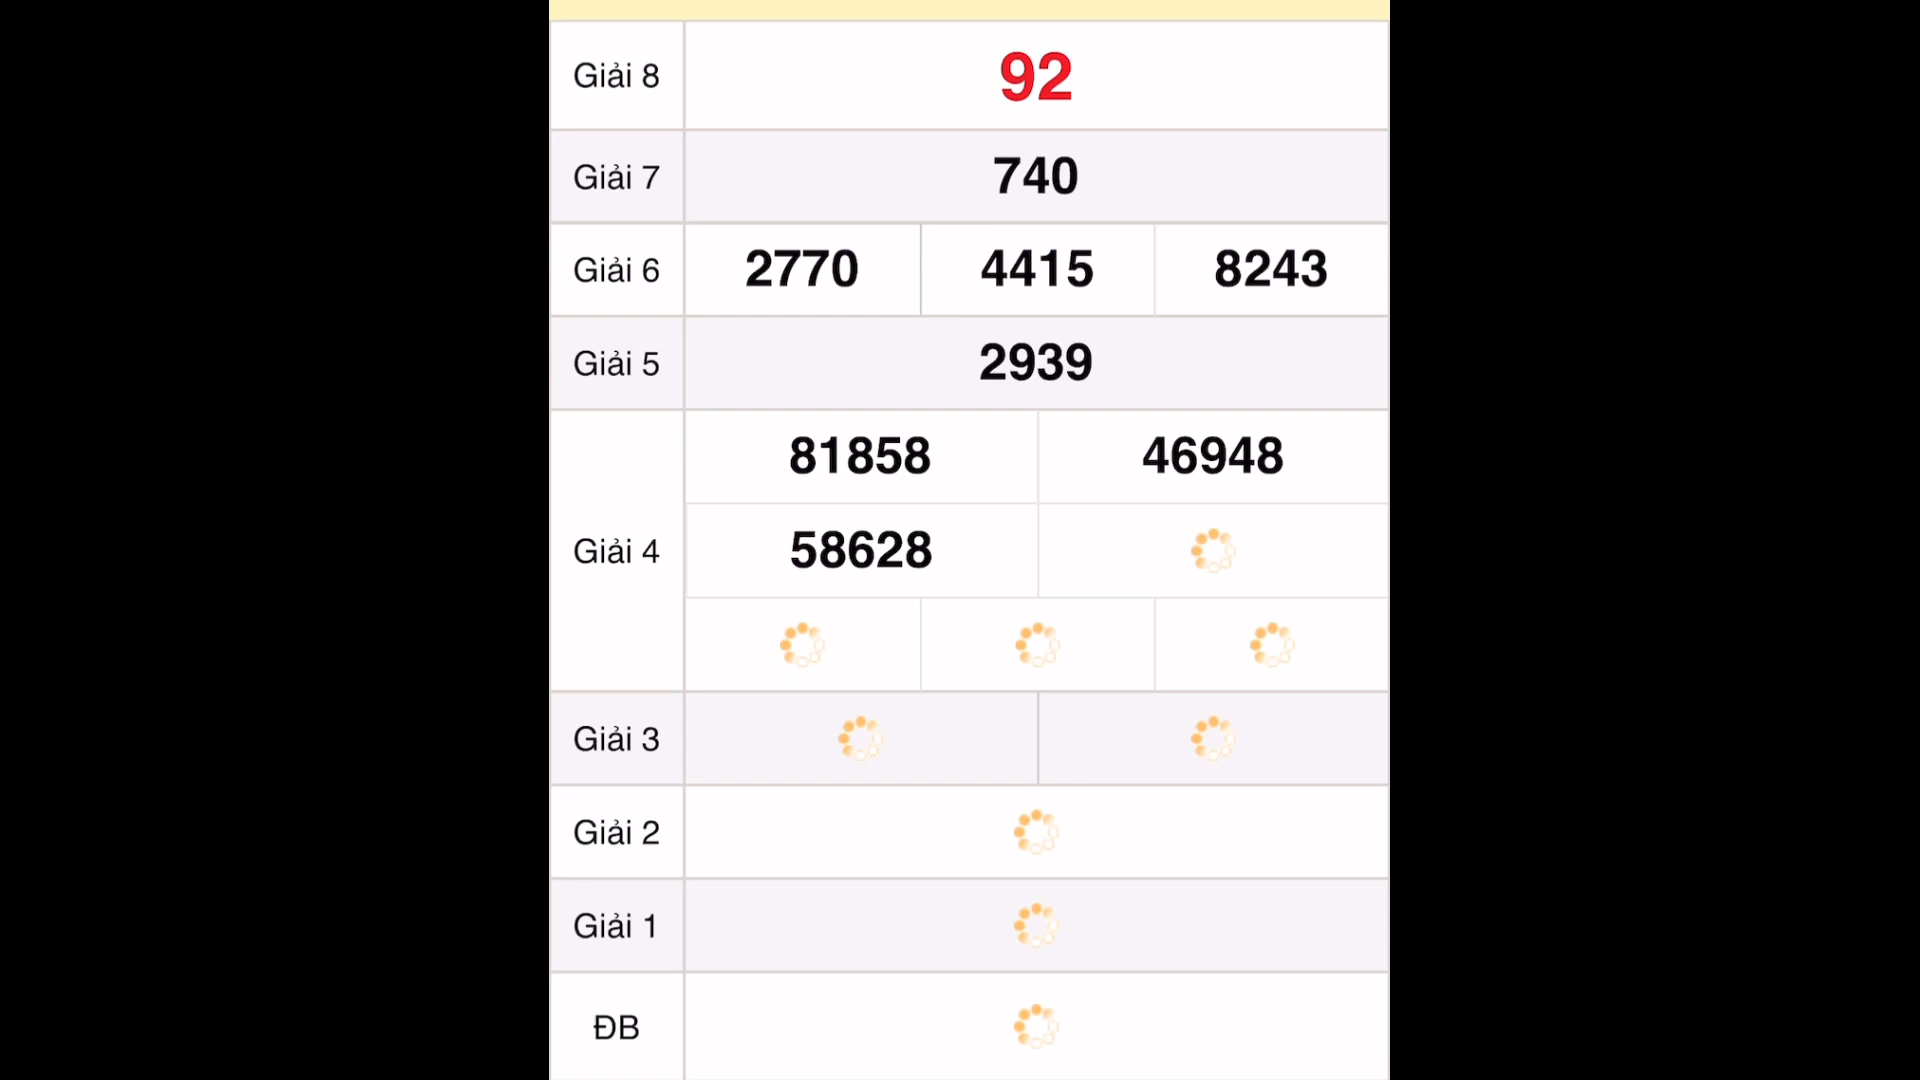 Giải 8 92
Giải 7 740
Giải 6 2770 4415 8243
Giải 5 2939
81858 46948
Giải 4 58628
Giải 3
Giải 2
Giải 1
ĐB